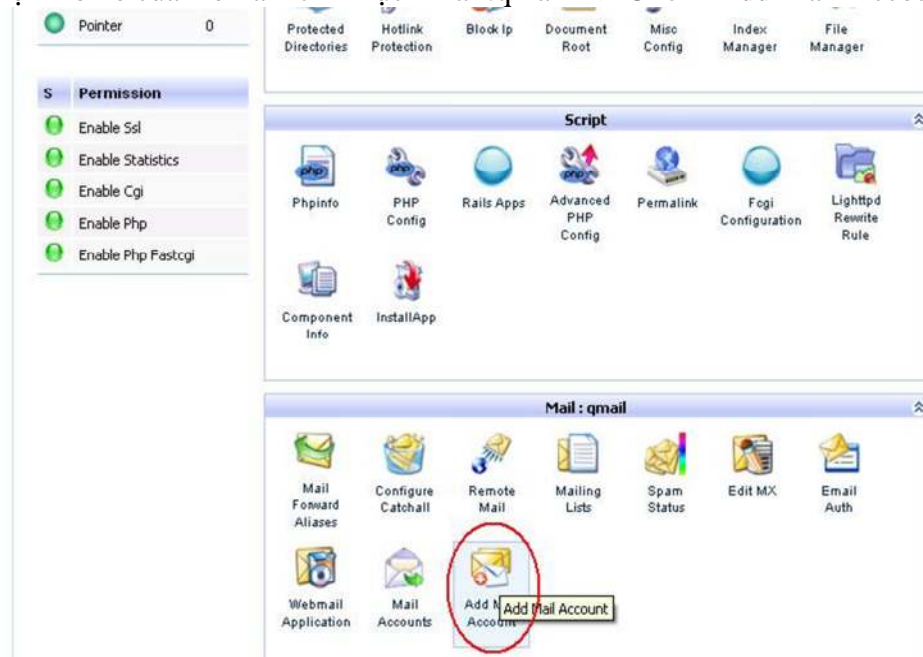 Pointer 0
S Permission
Enable Ssl
Enable Statistics
Enable Cgi
Enable Php
Enable Php Fastcgi
Protected Hotlink Block Ip Document Misc Index File
Directories Protection Root Config Manager Manager
Script
Phpinfo PHP Rails Apps Advanced Permalink Fcgi Lighttpd
Config PHP Configuration Rewrite
Config Rule
Component InstallApp
Info
Mail : qmail
Mail Configure Remote Mailing Spam Edit MX Email
Forward Catchall Mail Lists Status Auth
Aliases
Webmail Mail Add
Application Accounts Account
Add Mail Account